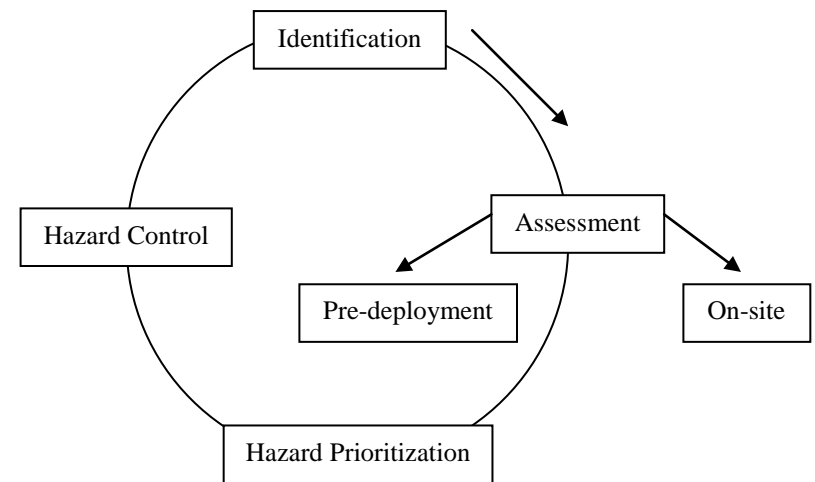 Identification
Assessment
Hazard Control
Pre-deployment
On-site
Hazard Prioritization